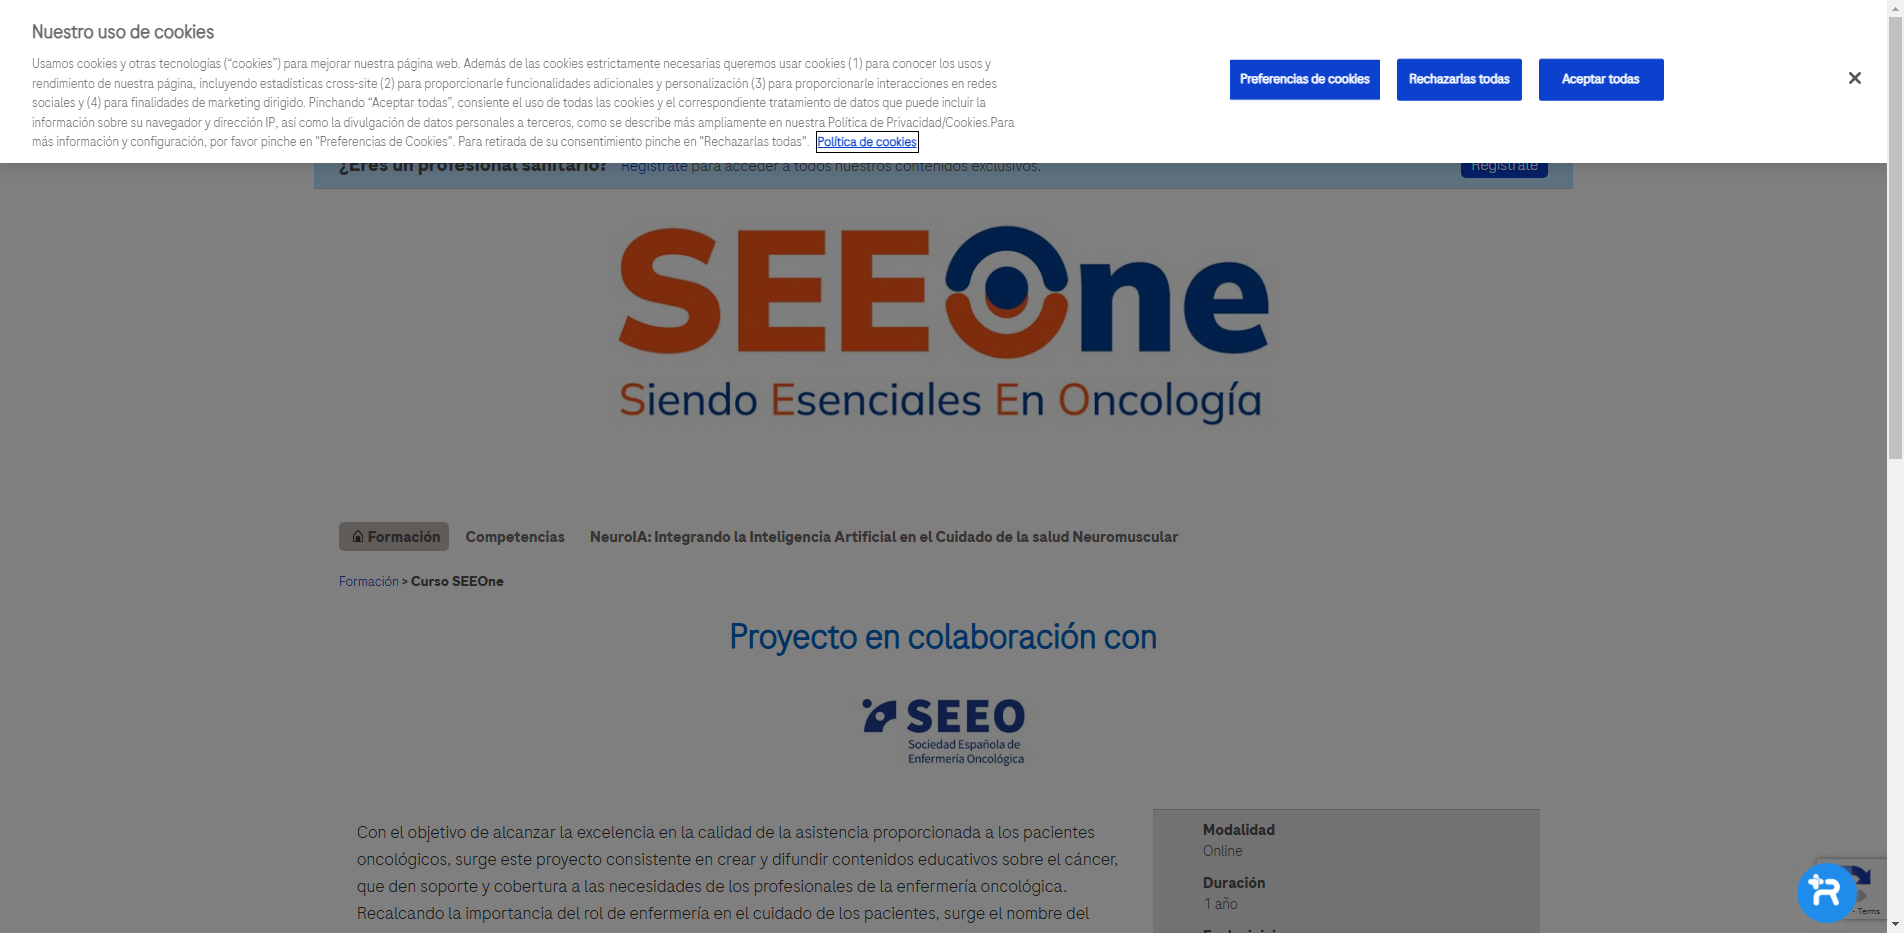 Nuestro uso de cookies
Usamos cookies y otras tecnologías (“cookies”) para mejorar nuestra página web. Además de las cookies estrictamente necesarias queremos usar cookies (1) para conocer los usos y
rendimiento de nuestra página, incluyendo estadísticas cross-site (2) para proporcionarle funcionalidades adicionales y personalización (3) para proporcionarle interacciones en redes
sociales y (4) para finalidades de marketing dirigido. Pinchando “Aceptar todas”, consiente el uso de todas las cookies y el correspondiente tratamiento de datos que puede incluir la
información sobre su navegador y dirección IP, así como la divulgación de datos personales a terceros, como se describe más ampliamente en nuestra Política de Privacidad/Cookies.Para
más información y configuración, por favor pinche en "Preferencias de Cookies". Para retirada de su consentimiento pinche en "Rechazarlas todas". Política de cookies
Preferencias de cookies
Rechazarlas todas
Aceptar todas
¿Eres un profesional sanitario? Regístrate para acceder a todos nuestros contenidos exclusivos.
Regístrate
SEEOne
Siendo Esenciales En Oncología
Formación
Competencias
NeuroIA: Integrando la Inteligencia Artificial en el Cuidado de la salud Neuromuscular
Formación > Curso SEEOne
Proyecto en colaboración con
SEEO
Sociedad Española de
Enfermería Oncológica
Con el objetivo de alcanzar la excelencia en la calidad de la asistencia proporcionada a los pacientes
oncológicos, surge este proyecto consistente en crear y difundir contenidos educativos sobre el cáncer,
que den soporte y cobertura a las necesidades de los profesionales de la enfermería oncológica.
Recalcando la importancia del rol de enfermería en el cuidado de los pacientes, surge el nombre del
Modalidad
Online
Duración
1 año
- Terms